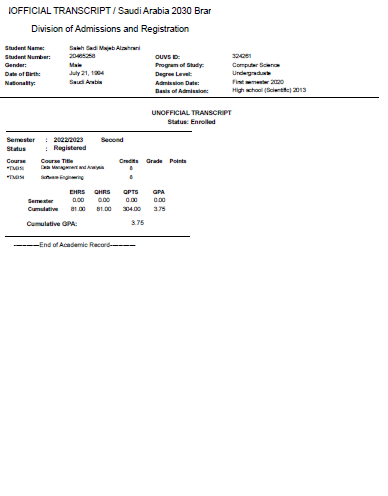 IOFFICIAL TRANSCRIPT / Saudi Arabia 2030 Brar
Division of Admissions and Registration
Student Name: Saleh Sadi Majeb Alzahrani
Student Number: 20465258 OUVS ID: 324261
Gender: Male Program of Study: Computer Science
Date of Birth: July 21, 1994 Degree Level: Undergraduate
Nationality: Saudi Arabia Admission Date: First semester 2020
Basis of Admission: High school (Scientific) 2013
UNOFFICIAL TRANSCRIPT
Status: Enrolled
Semester : 2022/2023 Second
Status : Registered
Course Course Title Credits Grade Points
*TM351 Data Management and Analysis 8
*TM354 Software Engineering 8
EHRS QHRS QPTS GPA
Semester 0.00 0.00 0.00 0.00
Cumulative 81.00 81.00 304.00 3.75
Cumulative GPA: 3.75
-----------End of Academic Record-----------